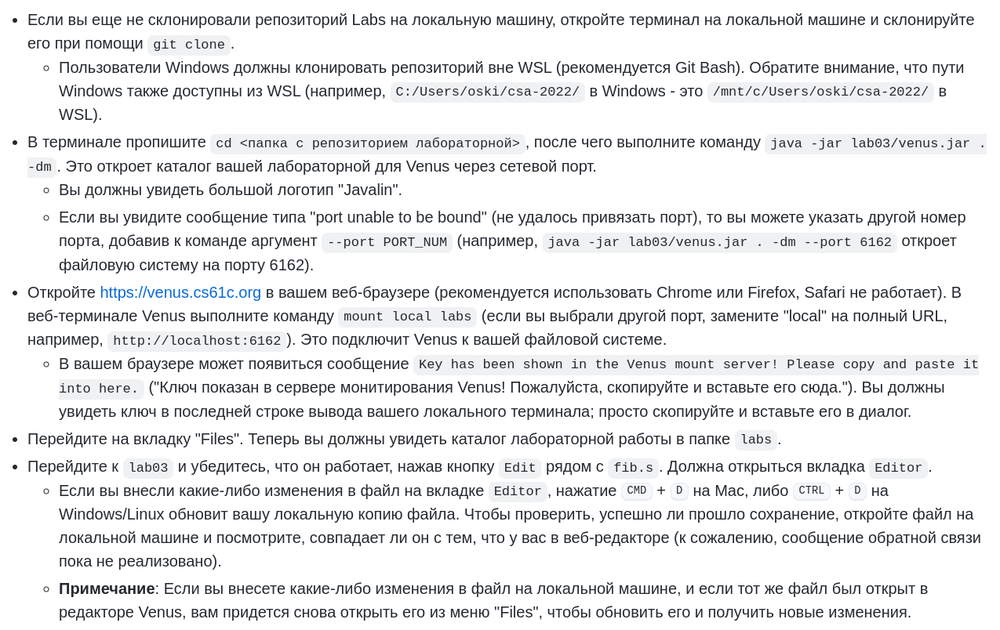 Если вы еще не склонировали репозиторий Labs на локальную машину, откройте терминал на локальной машине и склонируйте
его при помощи git clone.
Пользователи Windows должны клонировать репозиторий вне WSL (рекомендуется Git Bash). Обратите внимание, что пути
Windows также доступны из WSL (например, C:/Users/oski/csa-2022/ в Windows - это /mnt/c/Users/oski/csa-2022/ в
WSL).
В терминале пропишите cd <папка с репозиторием лабораторной>, после чего выполните команду java -jar lab03/venus.jar .
-dm. Это откроет каталог вашей лабораторной для Venus через сетевой порт.
Вы должны увидеть большой логотип "Javalin".
Если вы увидите сообщение типа "port unable to be bound" (не удалось привязать порт), то вы можете указать другой номер
порта, добавив к команде аргумент --port PORT_NUM (например, java -jar lab03/venus.jar . -dm --port 6162 откроет
файловую систему на порту 6162).
Откройте https://venus.cs61c.org в вашем веб-браузере (рекомендуется использовать Chrome или Firefox, Safari не работает). В
веб-терминале Venus выполните команду mount local labs (если вы выбрали другой порт, замените "local" на полный URL,
например, http://localhost:6162). Это подключит Venus к вашей файловой системе.
В вашем браузере может появиться сообщение Key has been shown in the Venus mount server! Please copy and paste it
into here. ("Ключ показан в сервере монитирования Venus! Пожалуйста, скопируйте и вставьте его сюда."). Вы должны
увидеть ключ в последней строке вывода вашего локального терминала; просто скопируйте и вставьте его в диалог.
Перейдите на вкладку "Files". Теперь вы должны увидеть каталог лабораторной работы в папке labs.
Перейдите к lab03 и убедитесь, что он работает, нажав кнопку Edit рядом с fib.s. Должна открыться вкладка Editor.
Если вы внесли какие-либо изменения в файл на вкладке Editor, нажатие CMD + D на Mac, либо CTRL + D на
Windows/Linux обновит вашу локальную копию файла. Чтобы проверить, успешно ли прошло сохранение, откройте файл на
локальной машине и посмотрите, совпадает ли он с тем, что у вас в веб-редакторе (к сожалению, сообщение обратной связи
пока не реализовано).
Примечание: Если вы внесете какие-либо изменения в файл на локальной машине, и если тот же файл был открыт в
редакторе Venus, вам придется снова открыть его из меню "Files", чтобы обновить его и получить новые изменения.